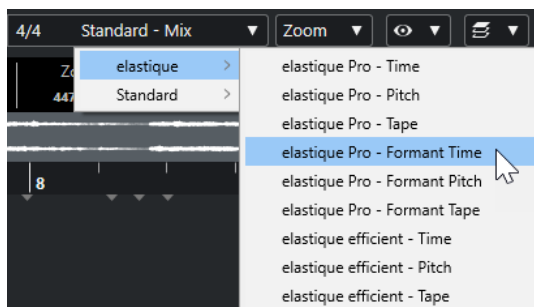 4/4 Standard - Mix Zoom
elastique
Standard
447
8
elastique Pro - Time
elastique Pro - Pitch
elastique Pro - Tape
elastique Pro - Formant Time
elastique Pro - Formant Pitch
elastique Pro - Formant Tape
elastique efficient - Time
elastique efficient - Pitch
elastique efficient - Tape